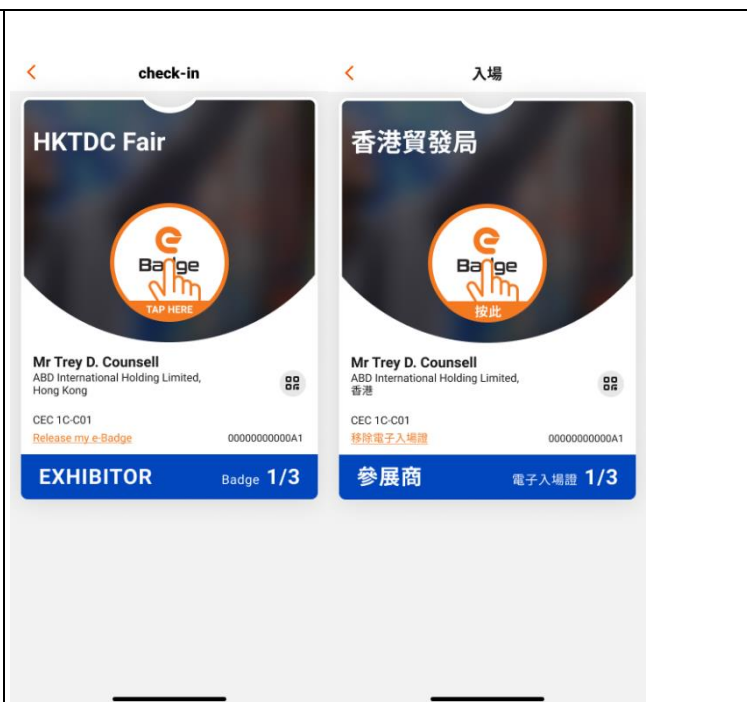 check-in
HKTDC Fair
e
Badge
TAP HERE
Mr Trey D. Counsell
ABD International Holding Limited,
Hong Kong
CEC 1C-C01
Release my e-Badge
00000000000A1
EXHIBITOR
Badge 1/3
入場
香港貿發局
e
Badge
按此
Mr Trey D. Counsell
ABD International Holding Limited,
香港
CEC 1C-C01
移除電子入場證
00000000000A1
參展商
電子入場證 1/3